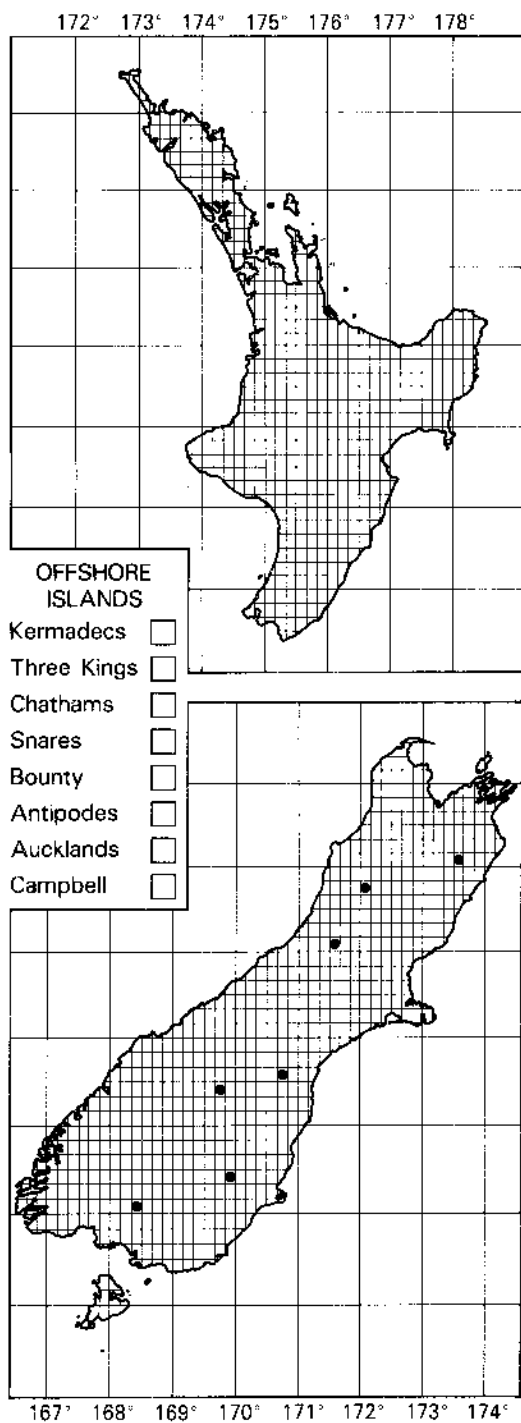 172° 173° 174° 175° 176° 177° 178°
OFFSHORE
ISLANDS
Kermadecs
Three Kings
Chathams
Snares
Bounty
Antipodes
Aucklands
Campbell
167° 168° 169° 170° 171° 172° 173° 174°